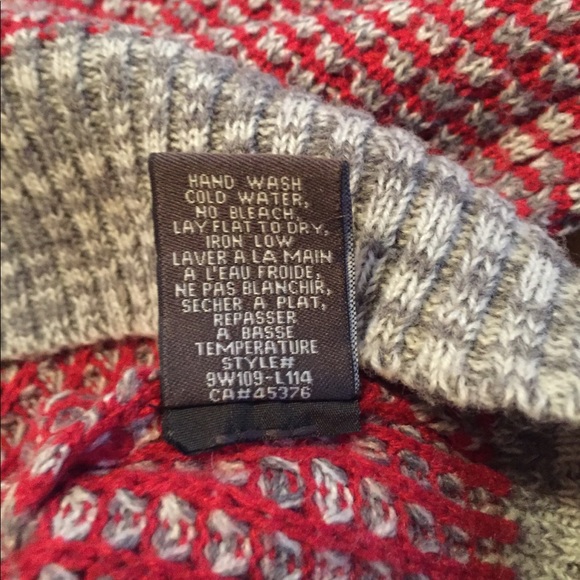 HAND WASH
COLD WATER,
NO BLEACH,
LAY FLAT TO DRY,
IRON LOW
LAVER A LA MAIN
A L'EAU FROIDE,
NE PAS BLANCHIR,
SECHER A PLAT,
REPASSER
A BASSE
TEMPERATURE
STYLE#
9W109-L114
CA#45376